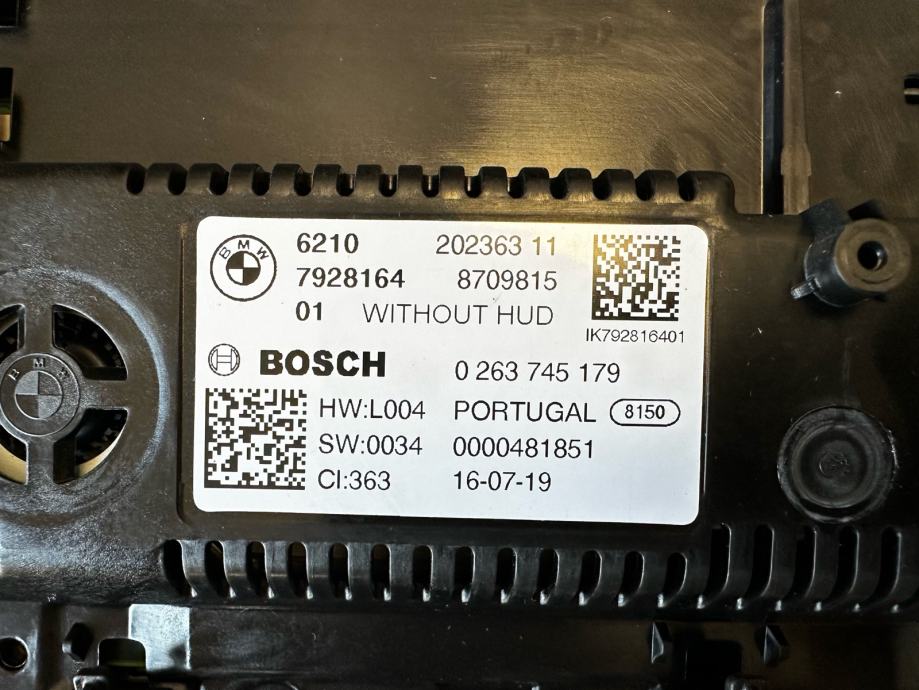 BMW
6210 202363 11
7928164 8709815
01 WITHOUT HUD
IK792816401
BOSCH 0 263 745 179
HW:L004 PORTUGAL 8150
SW:0034 0000481851
CI:363 16-07-19
BMW